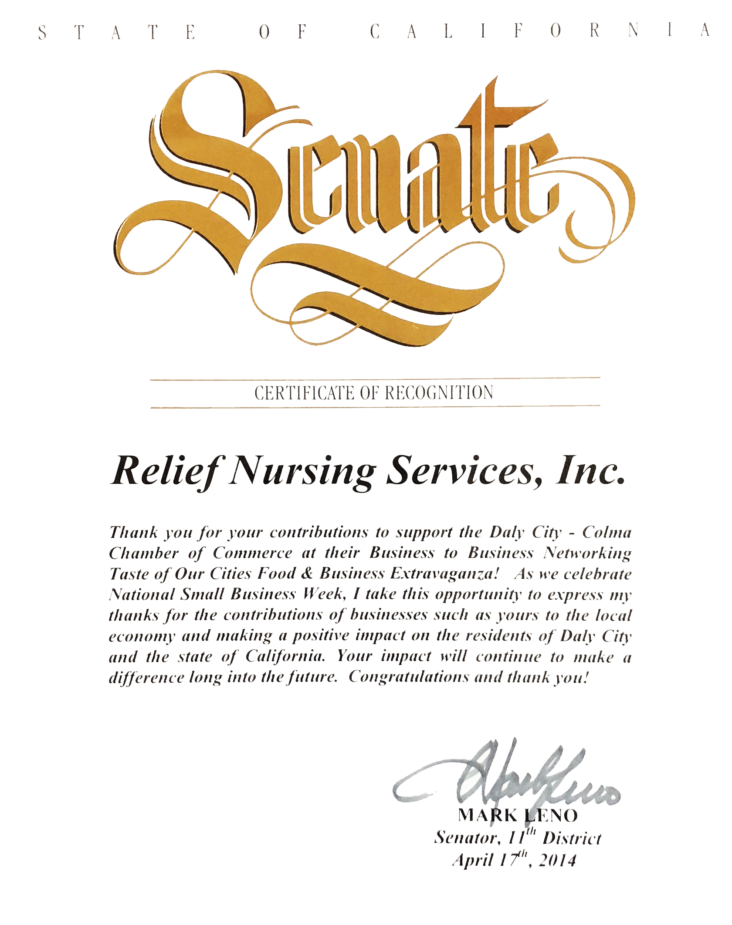 STATE OF CALIFORNIA
Senate
CERTIFICATE OF RECOGNITION
Relief Nursing Services, Inc.
Thank you for your contributions to support the Daly City - Colma
Chamber of Commerce at their Business to Business Networking
Taste of Our Cities Food & Business Extravaganza! As we celebrate
National Small Business Week, I take this opportunity to express my
thanks for the contributions of businesses such as yours to the local
economy and making a positive impact on the residents of Daly City
and the state of California. Your impact will continue to make a
difference long into the future. Congratulations and thank you!
Mark Leno
MARK LENO
Senator, 11th District
April 17th, 2014